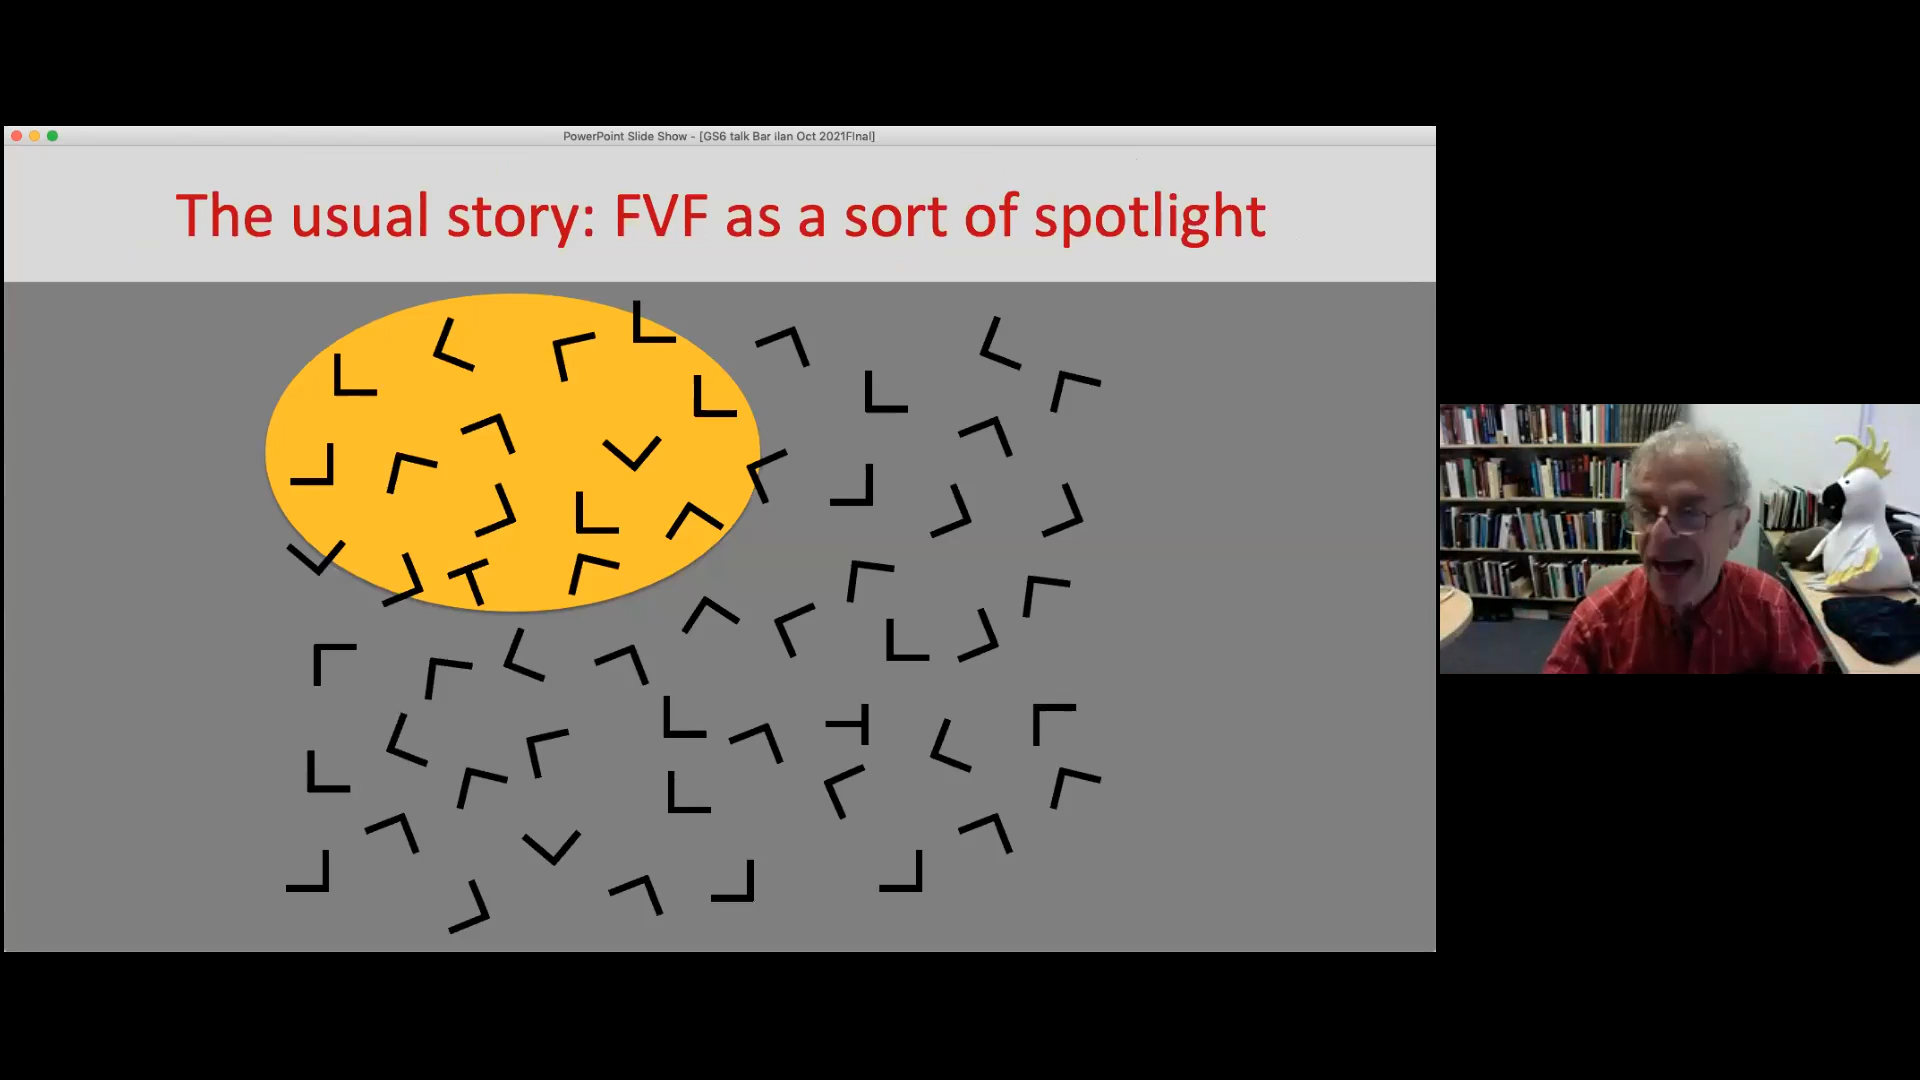 PowerPoint Slide Show - [GS6 talk Bar ilan Oct 2021FInal]
The usual story: FVF as a sort of spotlight